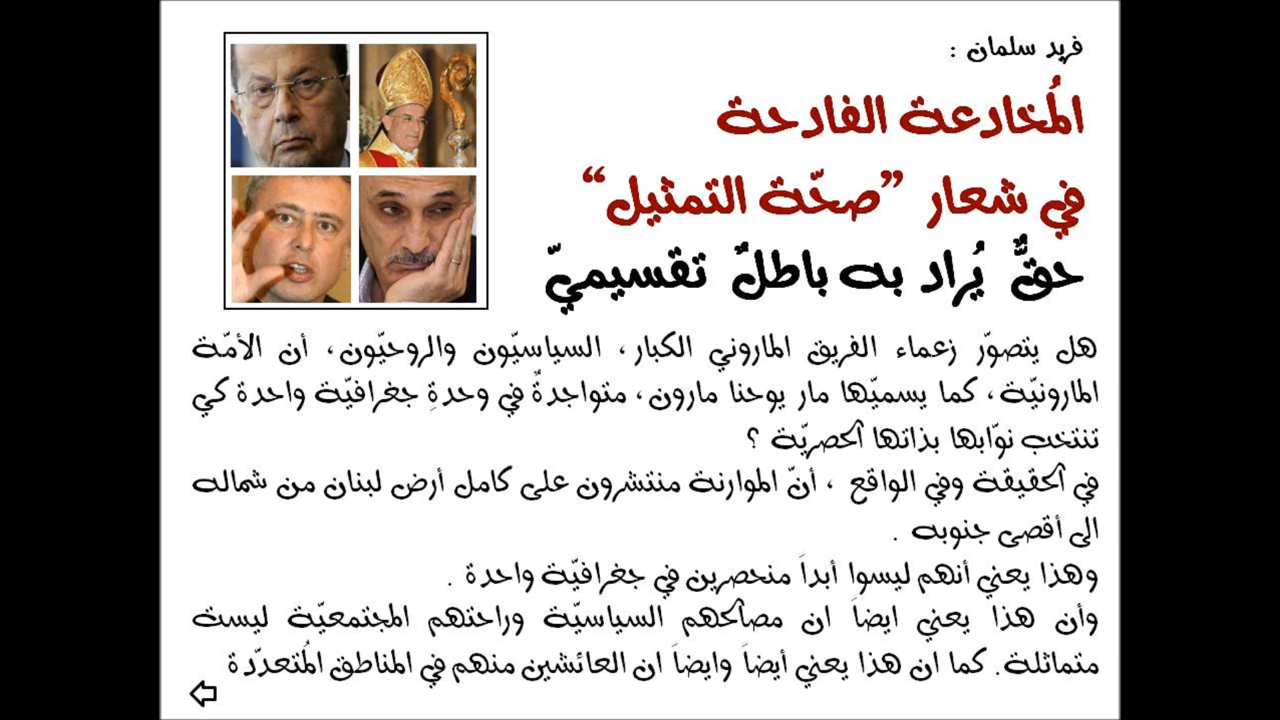 فريد سلمان :
المُخادعة الفادحة
في شعار ”صحّة التمثيل“
حقٌّ يُراد به باطلٌ تقسيميّ
هل يتصوّر زعماء الفريق الماروني الكبار، السياسيّون والروحيّون، أن الأمّة
المارونيّة، كما يسميّها مار يوحنا مارون، متواجدةٌ في وحدةِ جغرافيّة واحدة كي
تنتخب نوّابها بذاتها الحصريّة ؟
في الحقيقة وفي الواقع ، أنّ الموارنة منتشرون على كامل أرض لبنان من شماله
الى أقصى جنوبه .
وهذا يعني أنهم ليسوا أبداَ منحصرين في جغرافيّة واحدة .
وأن هذا يعني ايضاَ ان مصالحهم السياسيّة وراحتهم المجتمعيّة ليست
متماثلة. كما ان هذا يعني أيضاَ وايضاَ ان العائشين منهم في المناطق المُتعدّدة